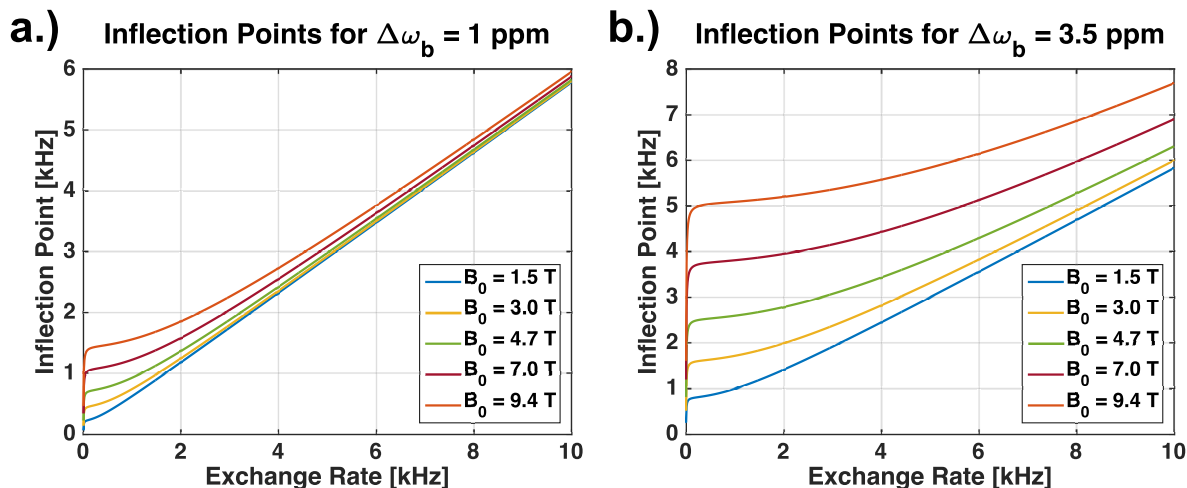 a.) Inflection Points for Δω_b = 1 ppm
6
5
4
3
2
1
0
Inflection Point [kHz]
B_0 = 1.5 T
B_0 = 3.0 T
B_0 = 4.7 T
B_0 = 7.0 T
B_0 = 9.4 T
0 2 4 6 8 10
Exchange Rate [kHz]
b.) Inflection Points for Δω_b = 3.5 ppm
8
7
6
5
4
3
2
1
0
Inflection Point [kHz]
B_0 = 1.5 T
B_0 = 3.0 T
B_0 = 4.7 T
B_0 = 7.0 T
B_0 = 9.4 T
0 2 4 6 8 10
Exchange Rate [kHz]